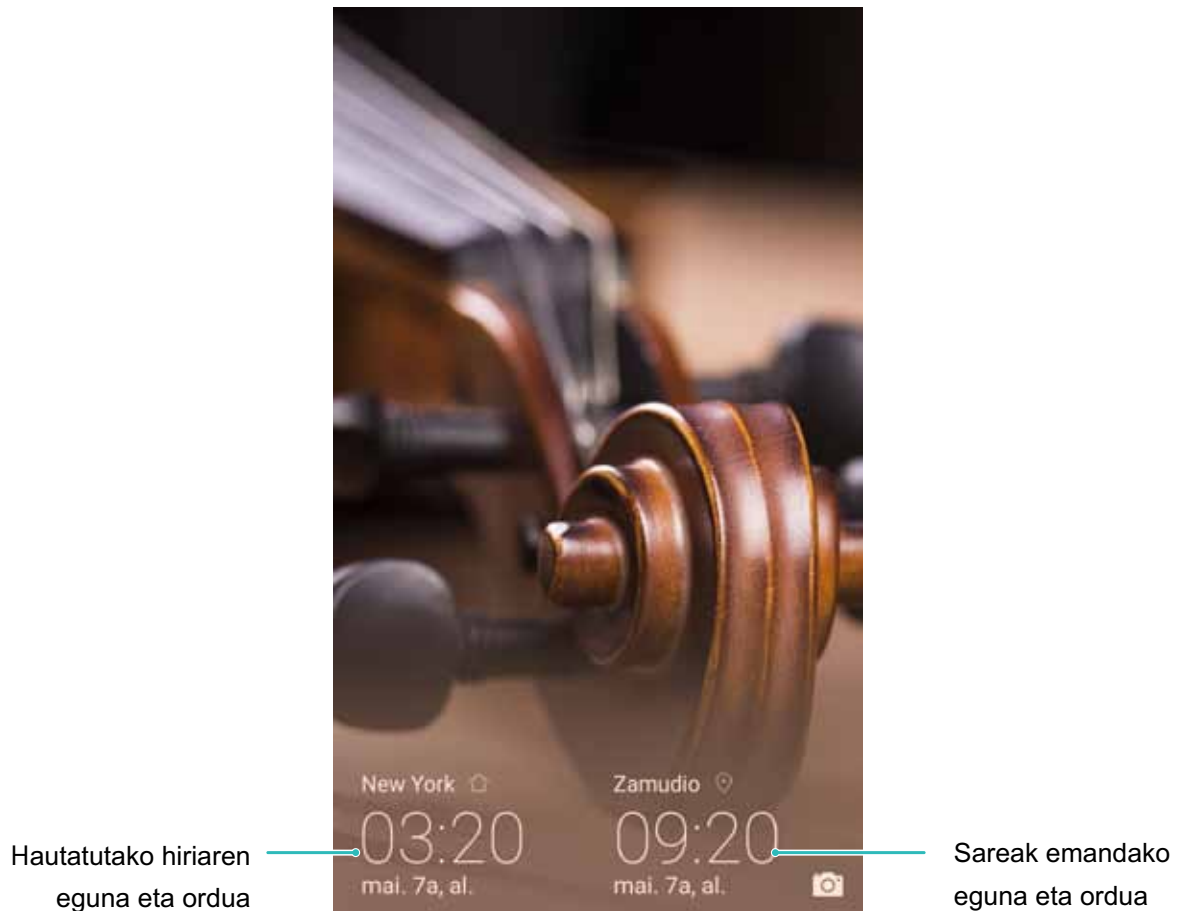 New York
03:20
mai. 7a, al.
Zamudio
09:20
mai. 7a, al.
Hautatutako hiriaren
eguna eta ordua
Sareak emandako
eguna eta ordua